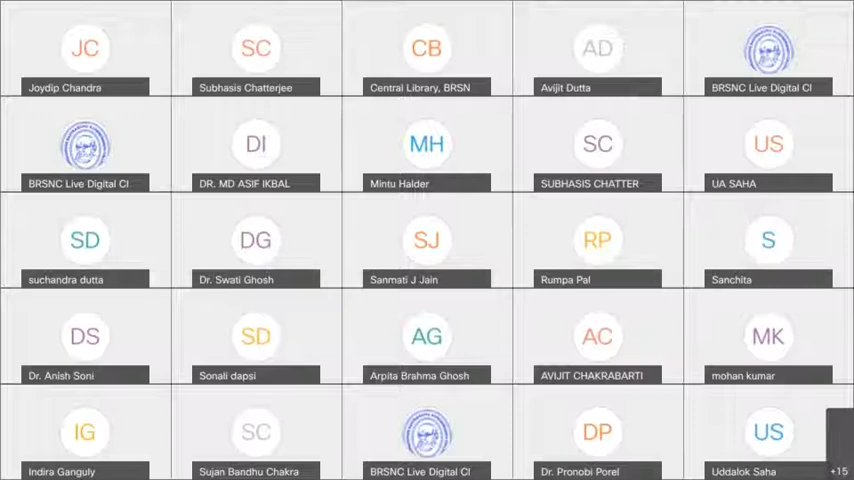 JC
Joydip Chandra
SC
Subhasis Chatterjee
CB
Central Library, BRSN
AD
Avijit Dutta
BRSNC Live Digital Cl
BRSNC Live Digital Cl
DI
DR. MD ASIF IKBAL
MH
Mintu Halder
SC
SUBHASIS CHATTER
US
UA SAHA
SD
suchandra dutta
DG
Dr. Swati Ghosh
SJ
Sanmati J Jain
RP
Rumpa Pal
S
Sanchita
DS
Dr. Anish Soni
SD
Sonali dapsi
AG
Arpita Brahma Ghosh
AC
AVIJIT CHAKRABARTI
MK
mohan kumar
IG
Indira Ganguly
SC
Sujan Bandhu Chakra
BRSNC Live Digital Cl
DP
Dr. Pronobi Porel
US
Uddalok Saha
+15